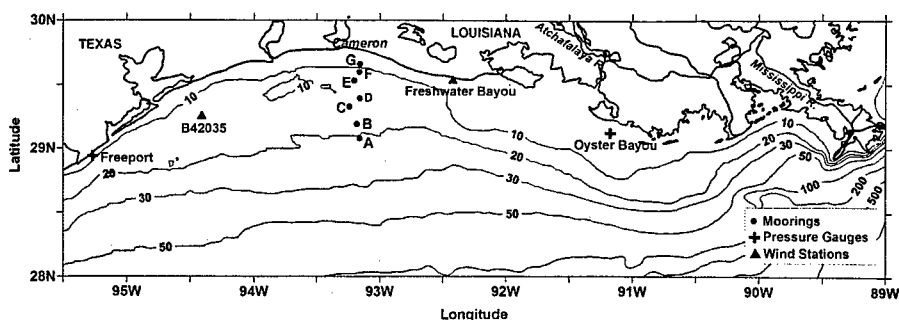 30N
TEXAS
LOUISIANA
Cameron
Atchafalaya R.
Mississippi R.
G
F
E
D
C
B
A
10
10
Freshwater Bayou
B42035
Oyster Bayou
10
10
Latitude
29N
Freeport
20
20
20
30
30
30
50
50
50
100
200
500
Moorings
Pressure Gauges
Wind Stations
28N
95W
94W
93W
92W
91W
90W
89W
Longitude